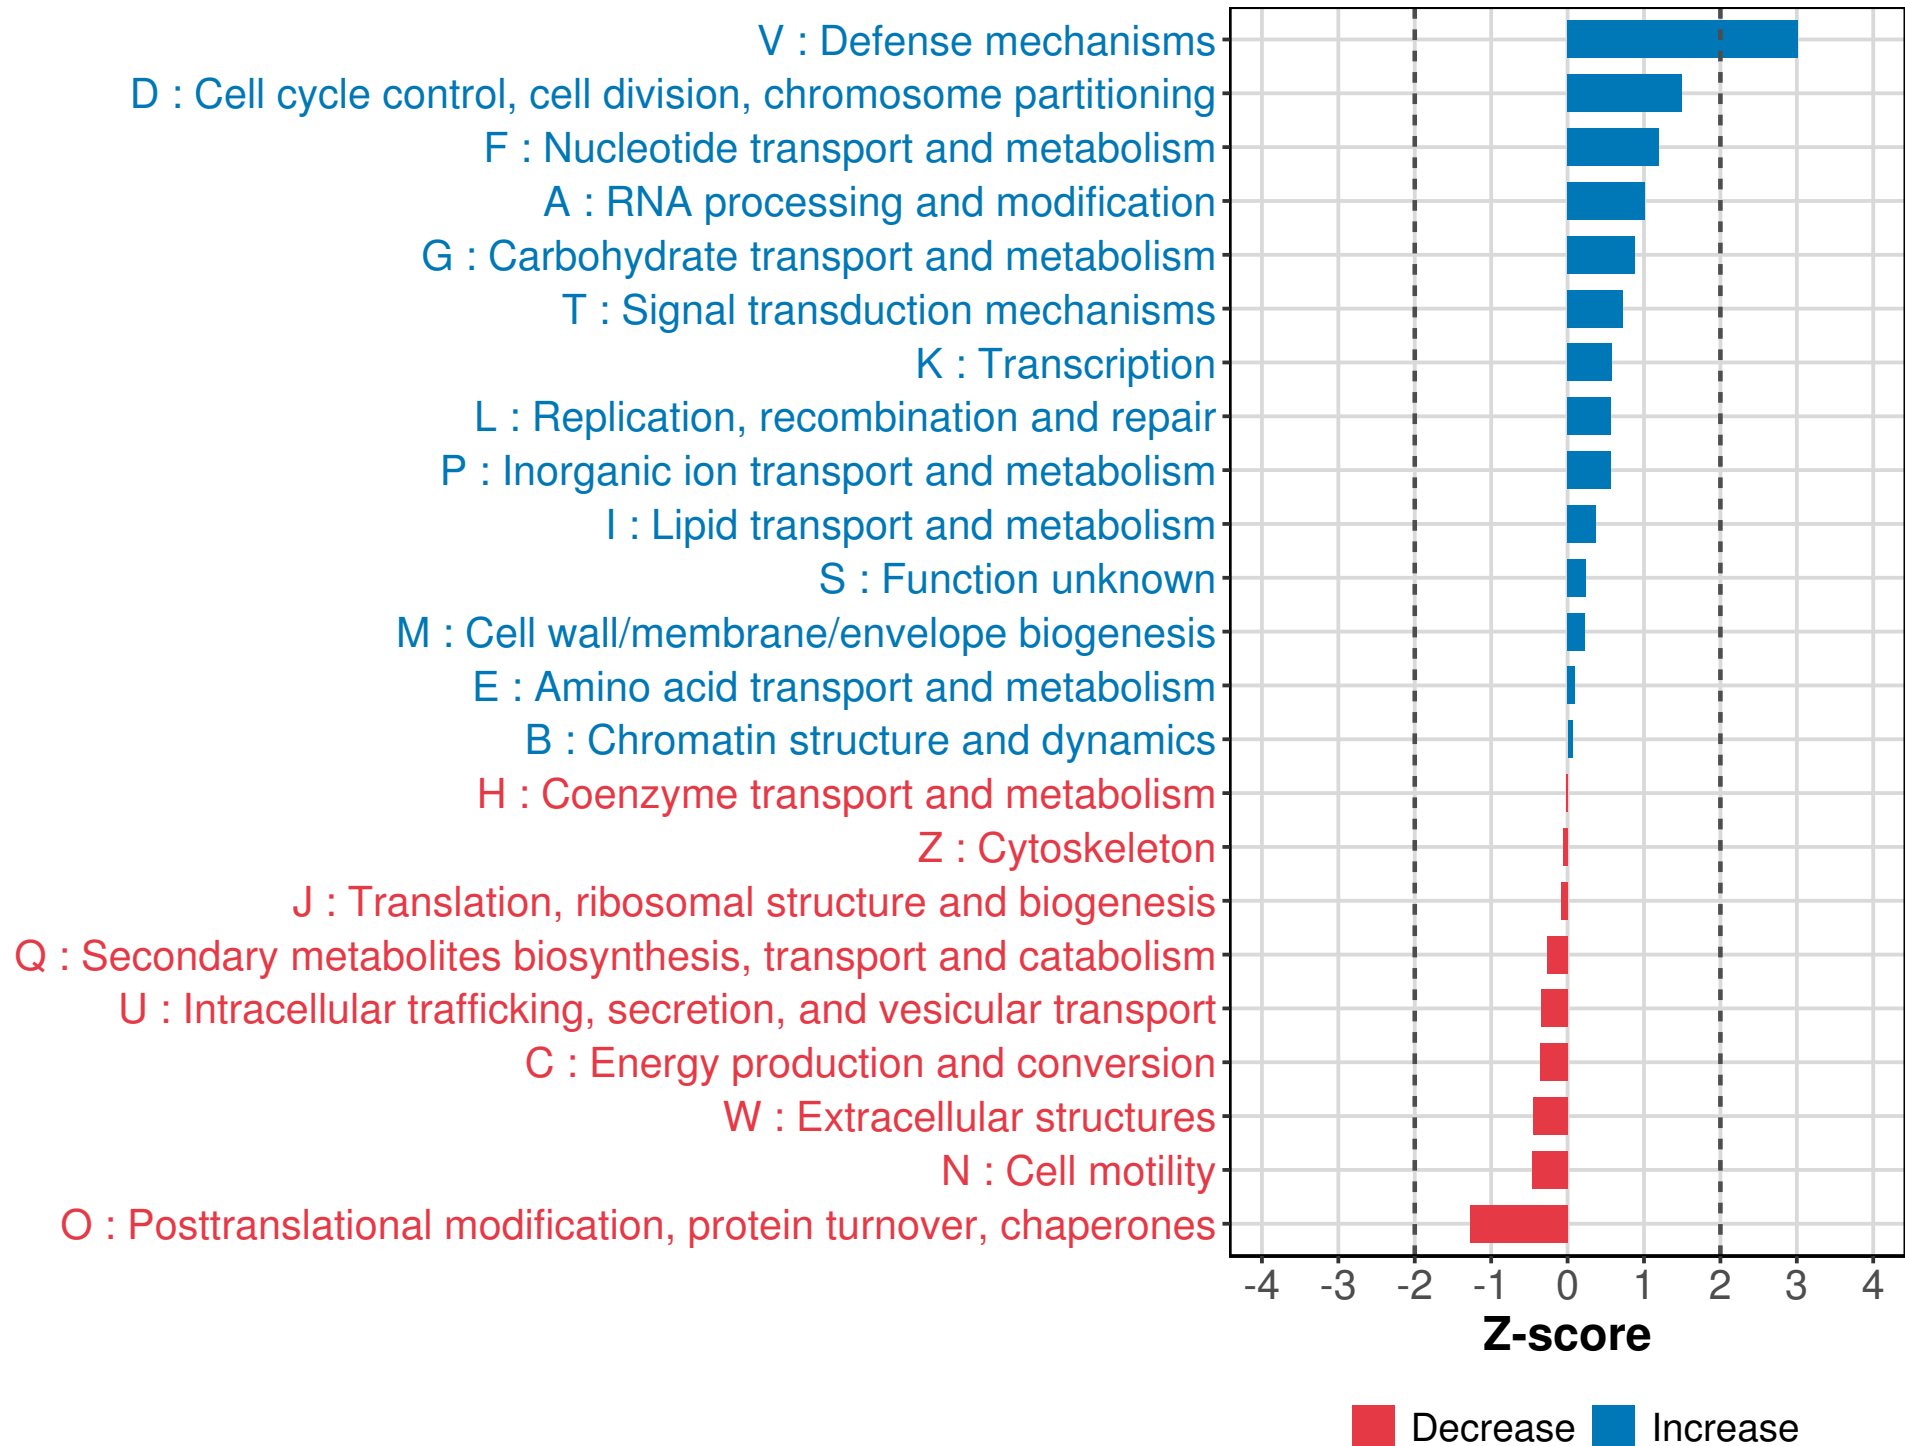 V : Defense mechanisms
D : Cell cycle control, cell division, chromosome partitioning
F : Nucleotide transport and metabolism
A : RNA processing and modification
G : Carbohydrate transport and metabolism
T : Signal transduction mechanisms
K : Transcription
L : Replication, recombination and repair
P : Inorganic ion transport and metabolism
I : Lipid transport and metabolism
S : Function unknown
M : Cell wall/membrane/envelope biogenesis
E : Amino acid transport and metabolism
B : Chromatin structure and dynamics
H : Coenzyme transport and metabolism
Z : Cytoskeleton
J : Translation, ribosomal structure and biogenesis
Q : Secondary metabolites biosynthesis, transport and catabolism
U : Intracellular trafficking, secretion, and vesicular transport
C : Energy production and conversion
W : Extracellular structures
N : Cell motility
O : Posttranslational modification, protein turnover, chaperones
-4 -3 -2 -1 0 1 2 3 4
Z-score
Decrease Increase